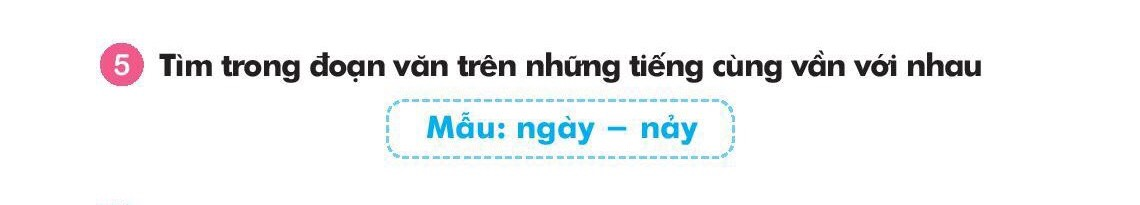 5 Tìm trong đoạn văn trên những tiếng cùng vần với nhau
Mẫu: ngày – nảy